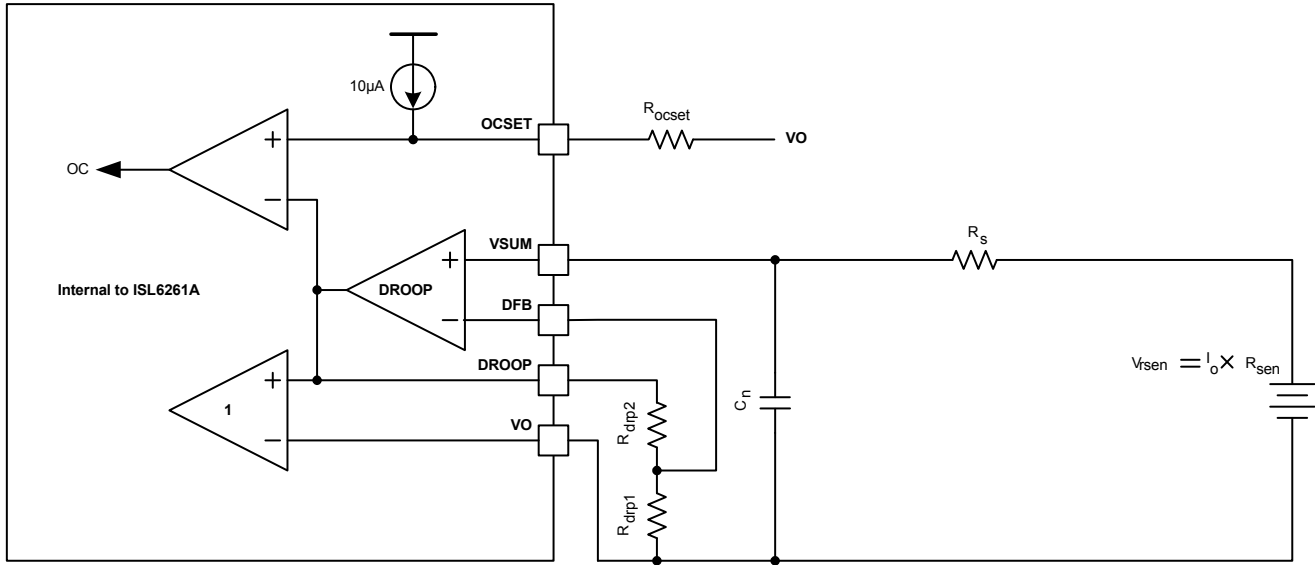 10µA
OCSET
R_ocset
VO
+
OC
−
VSUM
R_s
+
DROOP
Internal to ISL6261A
DFB
−
DROOP
V_rsen = I_o × R_sen
+
1
R_drp2
C_n
VO
−
R_drp1